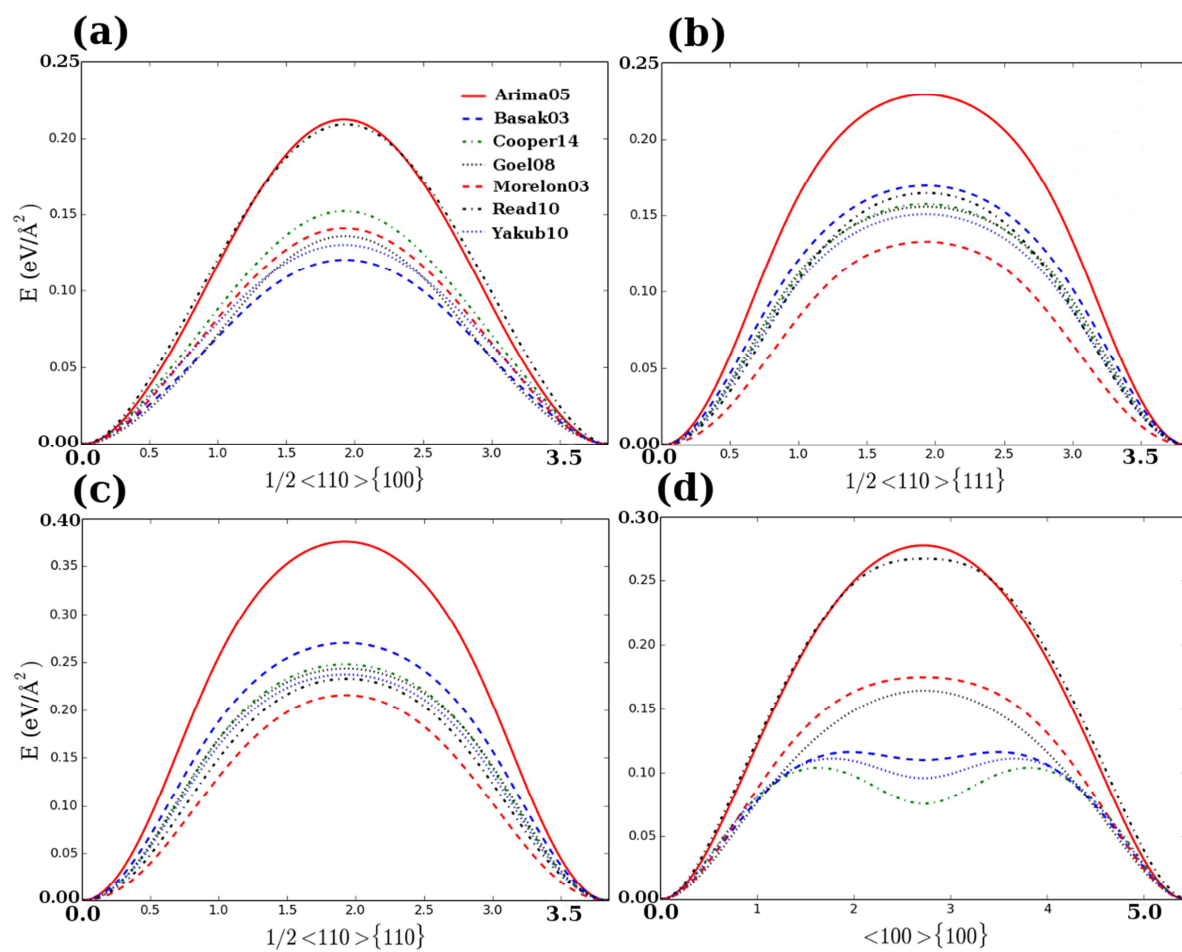 (a)
0.25
0.20
0.15
0.10
0.05
0.00
E (eV/Å²)
Arima05
Basak03
Cooper14
Goel08
Morelon03
Read10
Yakub10
0.0 0.5 1.0 1.5 2.0 2.5 3.0 3.5
1/2 <110>{100}
(b)
0.25
0.20
0.15
0.10
0.05
0.00
0.0 0.5 1.0 1.5 2.0 2.5 3.0 3.5
1/2 <110>{111}
(c)
0.40
0.35
0.30
0.25
0.20
0.15
0.10
0.05
0.00
E (eV/Å²)
0.0 0.5 1.0 1.5 2.0 2.5 3.0 3.5
1/2 <110>{110}
(d)
0.30
0.25
0.20
0.15
0.10
0.05
0.00
0.0 1 2 3 4 5.0
<100>{100}